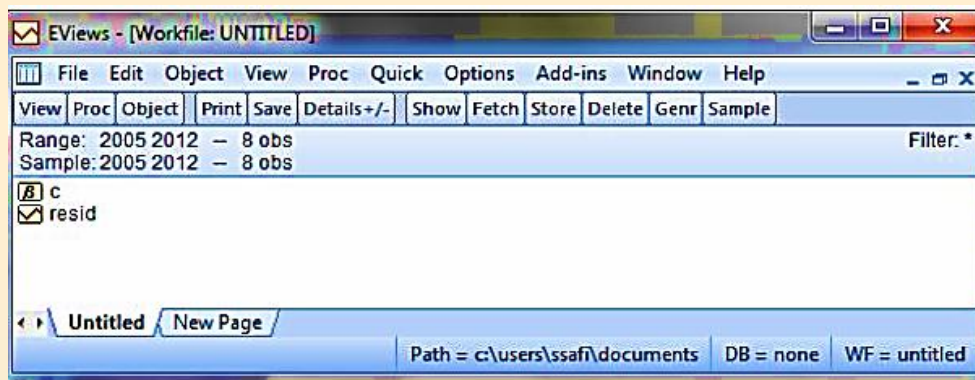 EViews - [Workfile: UNTITLED]
File Edit Object View Proc Quick Options Add-ins Window Help
View Proc Object Print Save Details+/- Show Fetch Store Delete Genr Sample
Range: 2005 2012 – 8 obs Filter: *
Sample: 2005 2012 – 8 obs
β c
resid
Untitled New Page
Path = c:\users\ssafi\documents DB = none WF = untitled